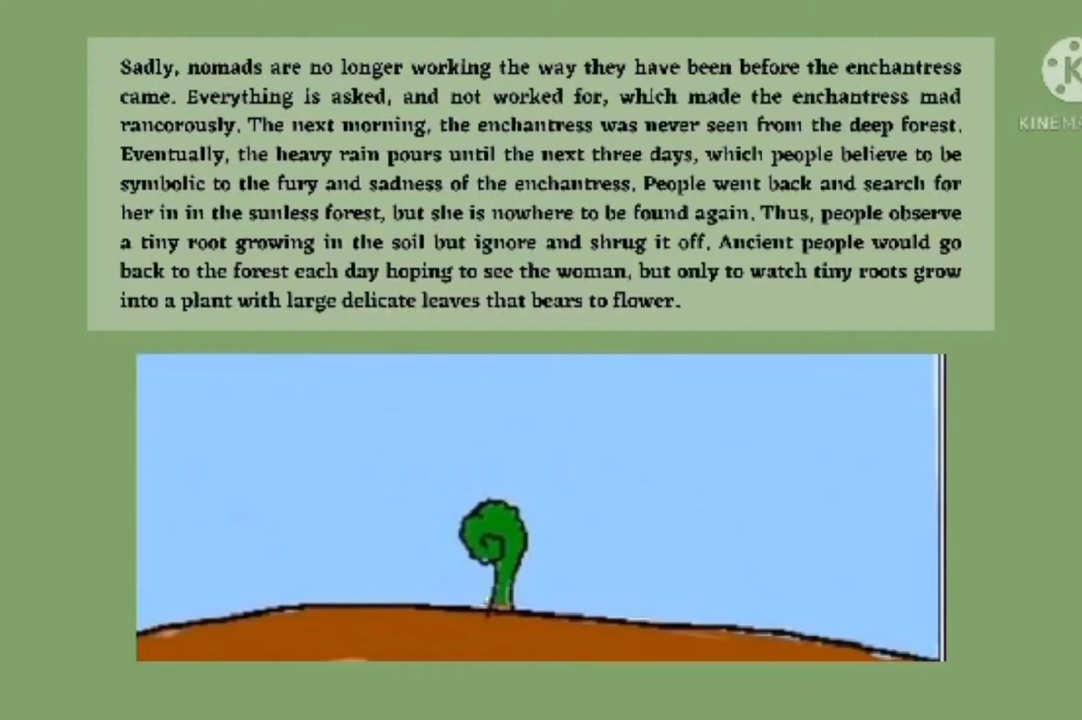 Sadly, nomads are no longer working the way they have been before the enchantress
came. Everything is asked, and not worked for, which made the enchantress mad
rancorously. The next morning, the enchantress was never seen from the deep forest.
Eventually, the heavy rain pours until the next three days, which people believe to be
symbolic to the fury and sadness of the enchantress. People went back and search for
her in in the sunless forest, but she is nowhere to be found again. Thus, people observe
a tiny root growing in the soil but ignore and shrug it off. Ancient people would go
back to the forest each day hoping to see the woman, but only to watch tiny roots grow
into a plant with large delicate leaves that bears to flower.
K
KINEMA